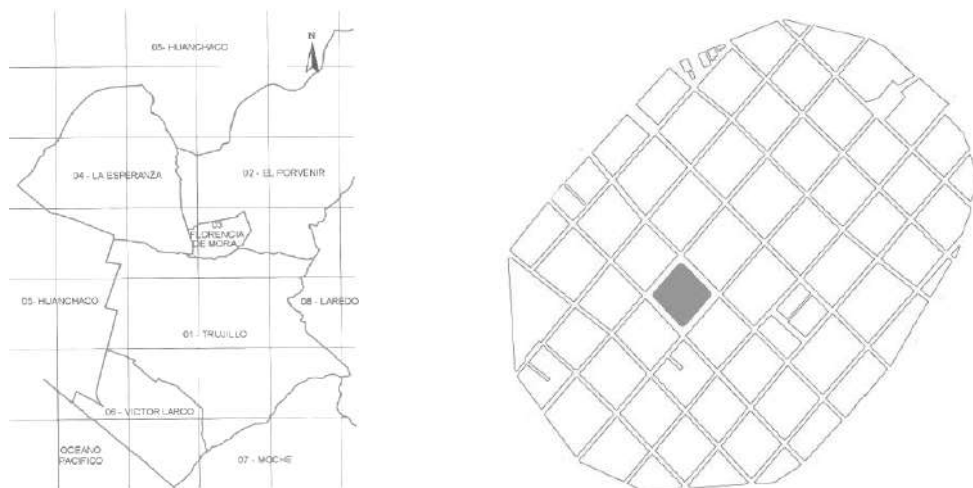 05- HUANCHACO
N
04 - LA ESPERANZA
02 - EL PORVENIR
03
FLORENCIA
DE MORA
05- HUANCHACO
08 - LAREDO
01 - TRUJILLO
06 - VICTOR LARCO
OCEANO
PACIFICO
07 - MOCHE